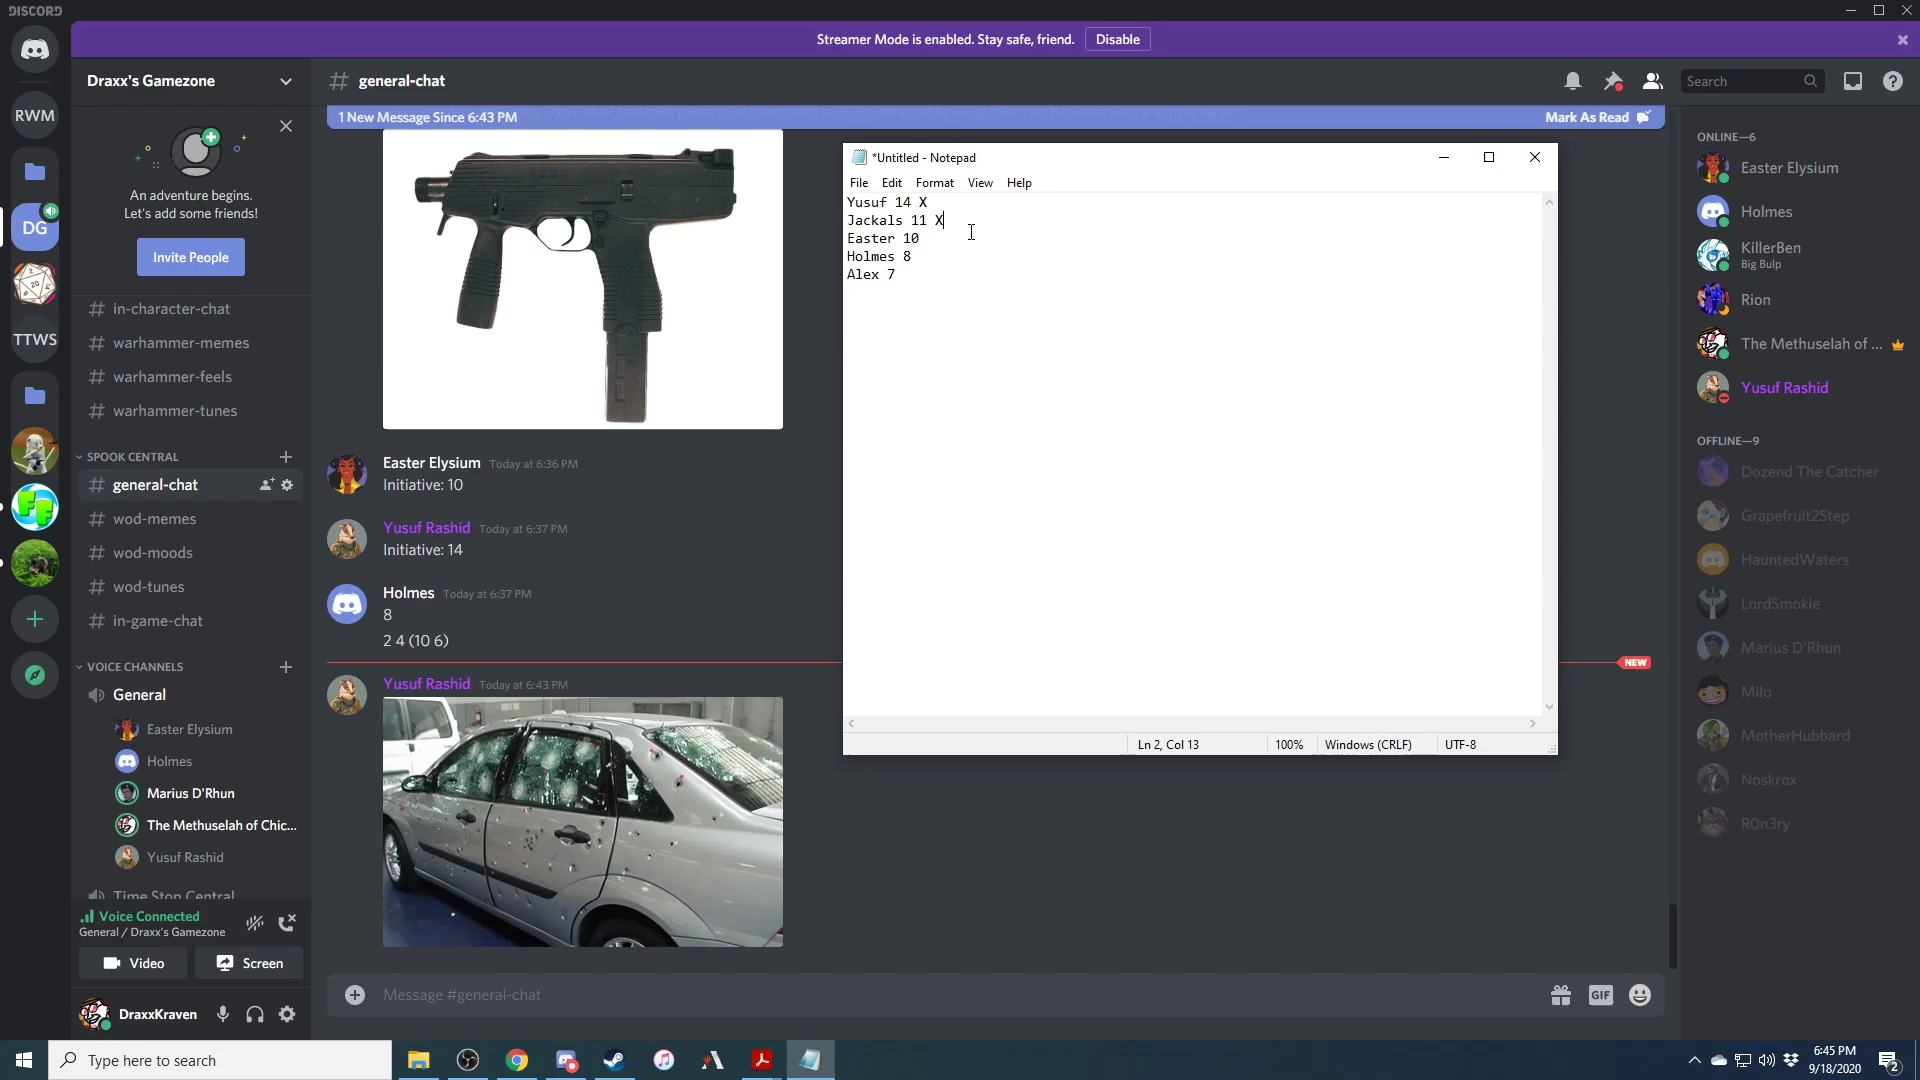 DISCORD
Streamer Mode is enabled. Stay safe, friend.
Disable
Draxx's Gamezone
general-chat
Search
1 New Message Since 6:43 PM
Mark As Read
RWM
DG
20
TTWS
FF
An adventure begins.
Let's add some friends!
Invite People
in-character-chat
warhammer-memes
warhammer-feels
warhammer-tunes
SPOOK CENTRAL
general-chat
wod-memes
wod-moods
wod-tunes
in-game-chat
VOICE CHANNELS
General
Easter Elysium
Holmes
Marius D'Rhun
The Methuselah of Chic...
Yusuf Rashid
Time Stop Central
Voice Connected
General / Draxx's Gamezone
Video
Screen
DraxxKraven
Easter Elysium Today at 6:36 PM
Initiative: 10
Yusuf Rashid Today at 6:37 PM
Initiative: 14
Holmes Today at 6:37 PM
8
2 4 (10 6)
NEW
Yusuf Rashid Today at 6:43 PM
Message #general-chat
GIF
*Untitled - Notepad
File Edit Format View Help
Yusuf 14 X
Jackals 11 X
Easter 10
Holmes 8
Alex 7
Ln 2, Col 13
100%
Windows (CRLF)
UTF-8
ONLINE—6
Easter Elysium
Holmes
KillerBen
Big Bulp
Rion
The Methuselah of ...
Yusuf Rashid
OFFLINE—9
Dozend The Catcher
Grapefruit2Step
HauntedWaters
LordSmokie
Marius D'Rhun
Milo
MotherHubbard
Noskrox
R0n3ry
Type here to search
6:45 PM
9/18/2020
2